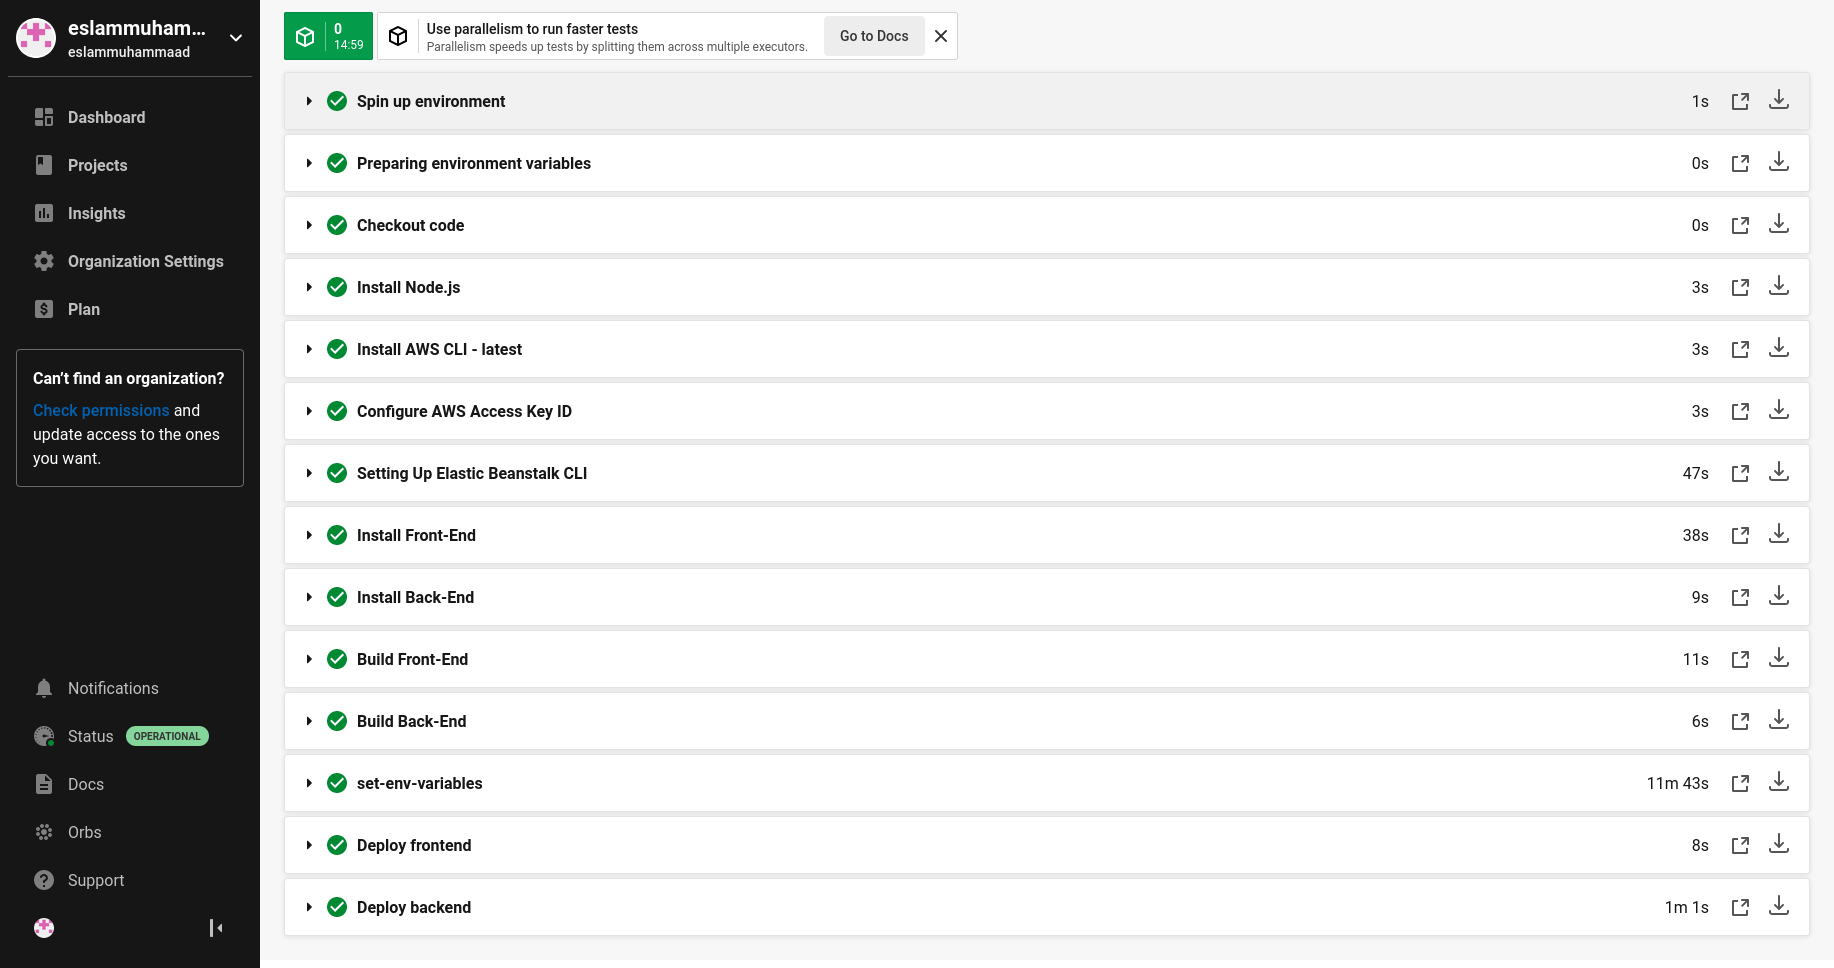 eslammuham...
eslammuhammaad
Dashboard
Projects
Insights
Organization Settings
Plan
Can't find an organization?
Check permissions and
update access to the ones
you want.
Notifications
Status OPERATIONAL
Docs
Orbs
Support
0
14:59
Use parallelism to run faster tests
Parallelism speeds up tests by splitting them across multiple executors.
Go to Docs
Spin up environment 1s
Preparing environment variables 0s
Checkout code 0s
Install Node.js 3s
Install AWS CLI - latest 3s
Configure AWS Access Key ID 3s
Setting Up Elastic Beanstalk CLI 47s
Install Front-End 38s
Install Back-End 9s
Build Front-End 11s
Build Back-End 6s
set-env-variables 11m 43s
Deploy frontend 8s
Deploy backend 1m 1s